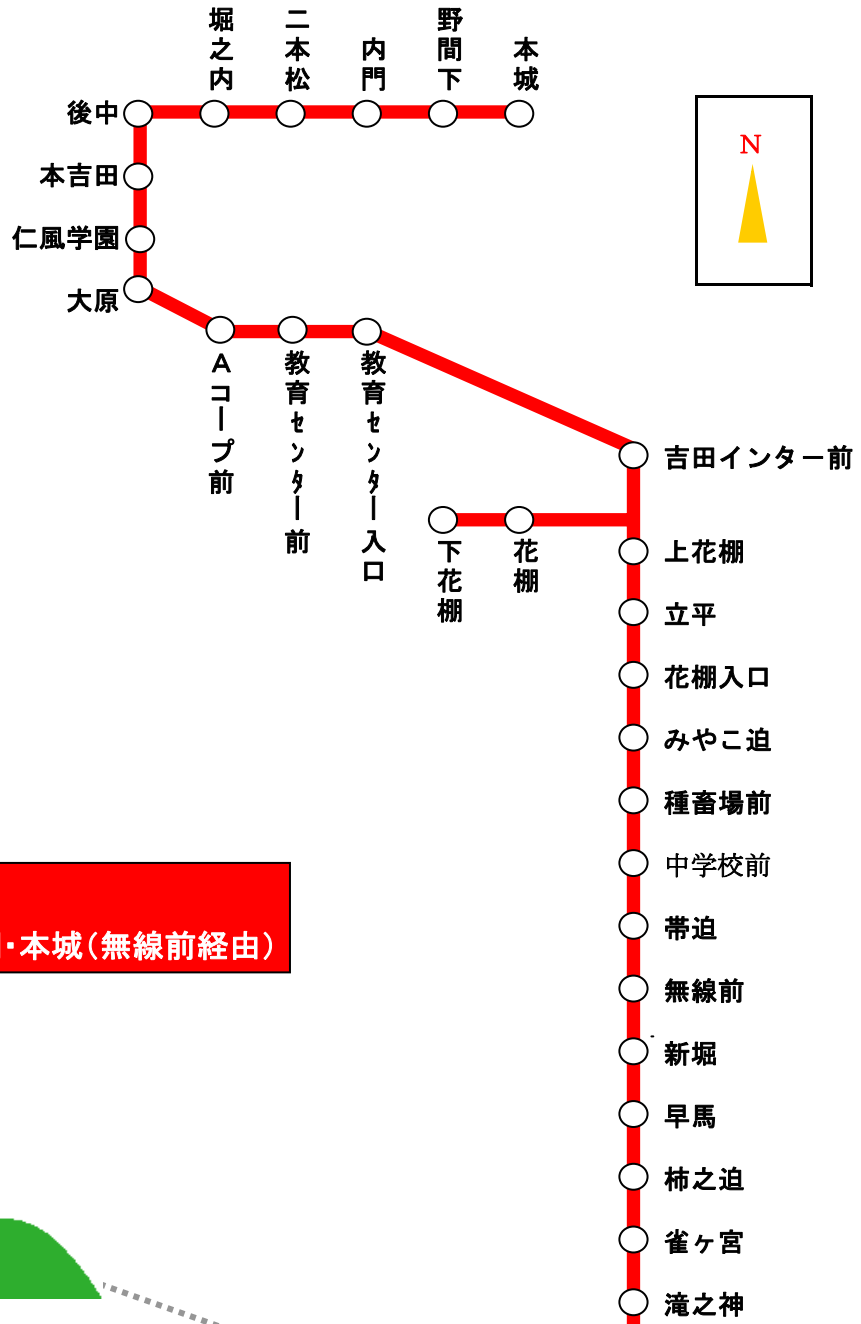 堀之内
二本松
内門
野間下
本城
後中
本吉田
仁風学園
大原
N
Aコープ前
教育センター前
教育センター入口
吉田インター前
下花棚
花棚
上花棚
立平
花棚入口
みやこ迫
種畜場前
中学校前
帯迫
無線前
新堀
早馬
柿之迫
雀ヶ宮
滝之神
・本城(無線前経由)